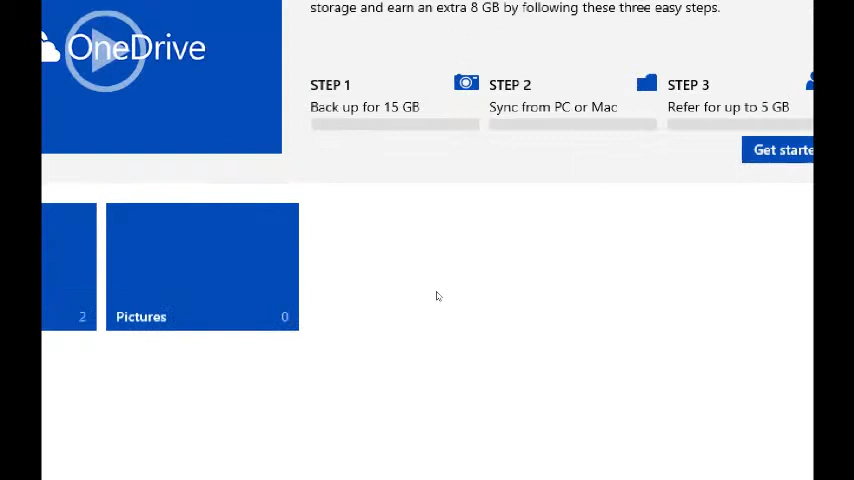 storage and earn an extra 8 GB by following these three easy steps.
OneDrive
STEP 1
Back up for 15 GB
STEP 2
Sync from PC or Mac
STEP 3
Refer for up to 5 GB
Get starte
2
Pictures 0